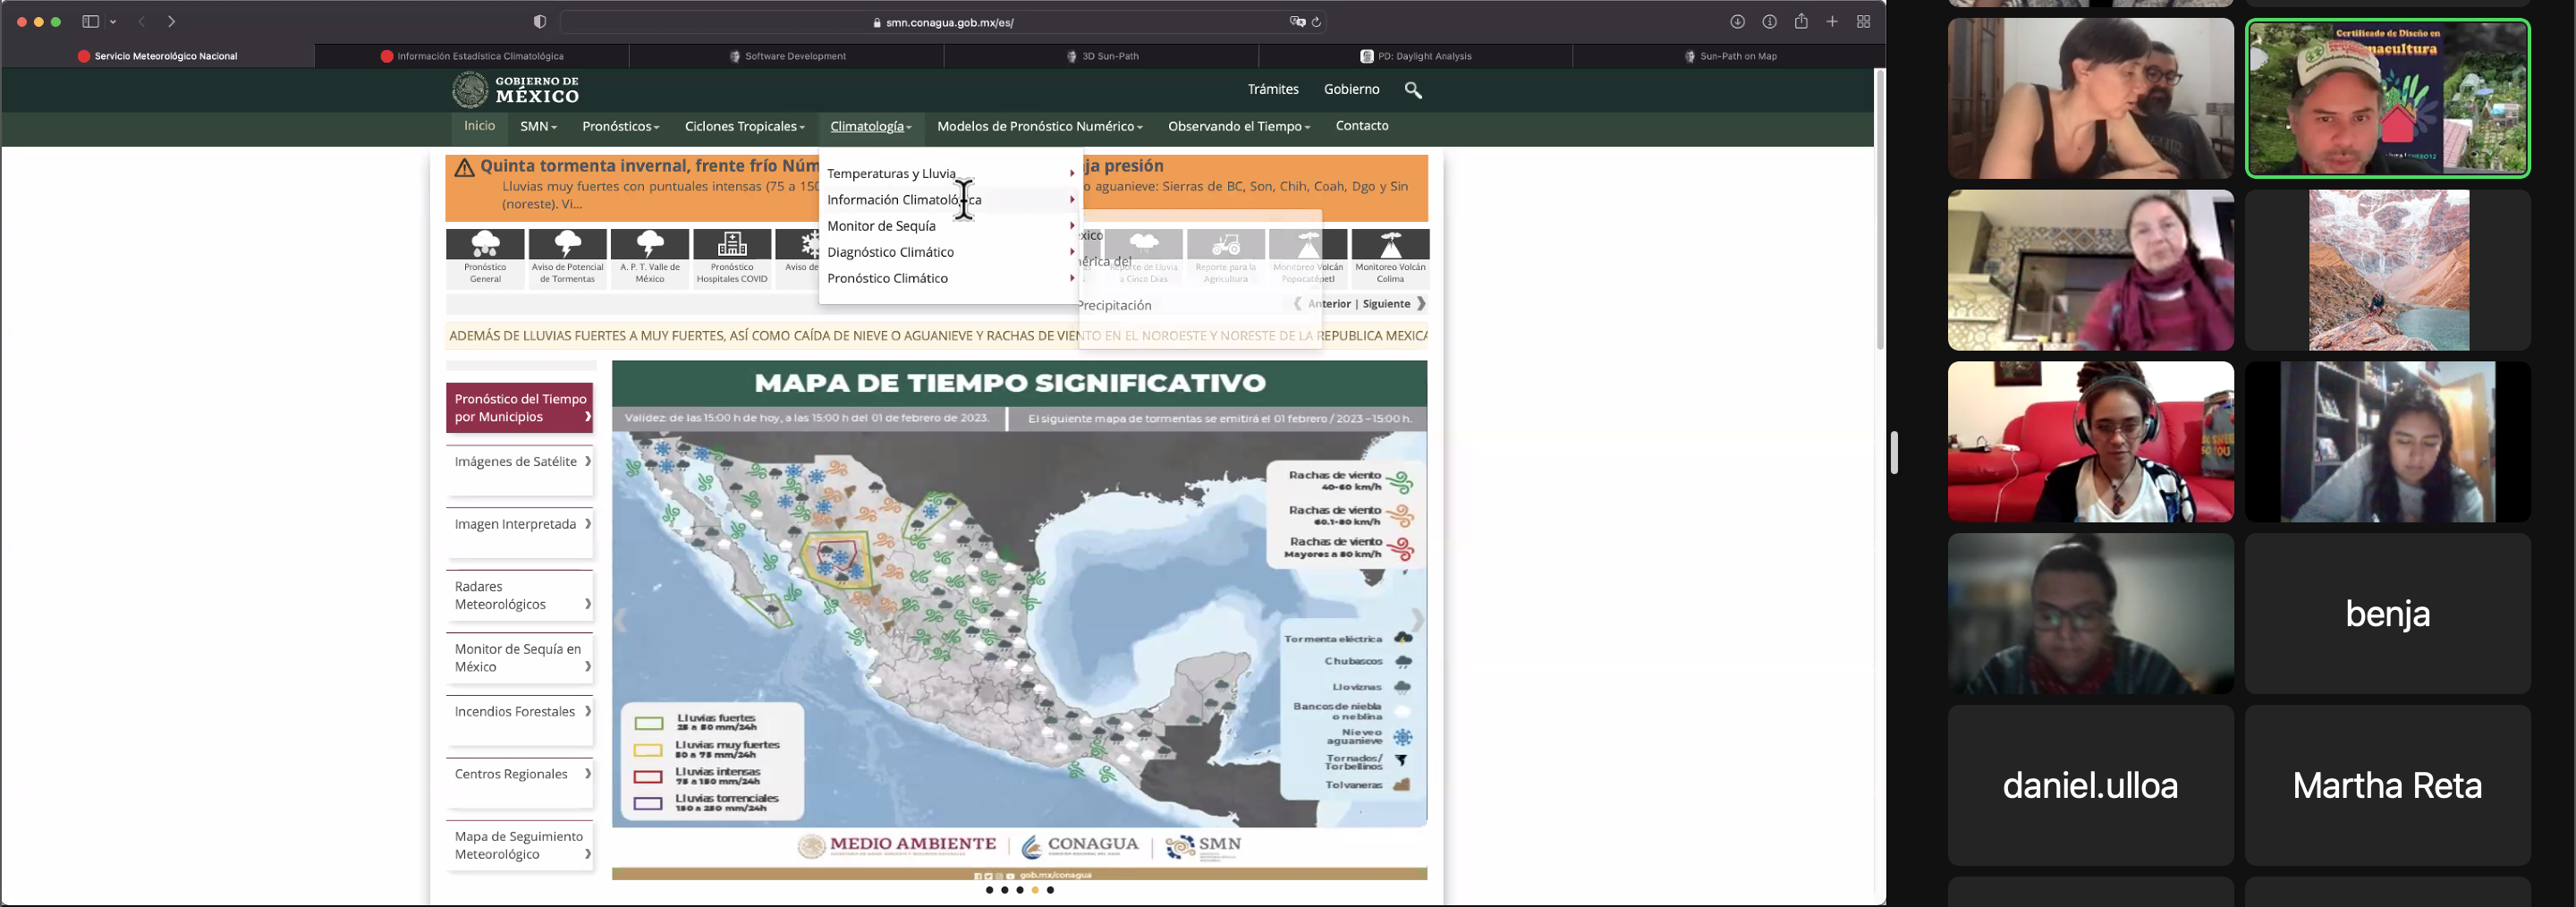 smn.conagua.gob.mx/es/
Servicio Meteorológico Nacional
Información Estadística Climatológica
Software Development
3D Sun-Path
PD: Daylight Analysis
Sun-Path on Map
GOBIERNO DE
MÉXICO
Trámites
Gobierno
Inicio
SMN
Pronósticos
Ciclones Tropicales
Climatología
Modelos de Pronóstico Numérico
Observando el Tiempo
Contacto
Quinta tormenta invernal, frente frío Núm
ja presión
Lluvias muy fuertes con puntuales intensas (75 a 150
o aguanieve: Sierras de BC, Son, Chih, Coah, Dgo y Sin
(noreste). Vi...
Temperaturas y Lluvia
Información Climatológica
Monitor de Sequía
Diagnóstico Climático
Pronóstico Climático
éxico
mérica del
Precipitación
Pronóstico
General
Aviso de Potencial
de Tormentas
A. P. T. Valle de
México
Pronóstico
Hospitales COVID
Aviso de
Reporte de Lluvia
a Cinco Días
Reporte para la
Agricultura
Monitoreo Volcán
Popocatépetl
Monitoreo Volcán
Colima
Anterior | Siguiente
ADEMÁS DE LLUVIAS FUERTES A MUY FUERTES, ASÍ COMO CAÍDA DE NIEVE O AGUANIEVE Y RACHAS DE VIENTO EN EL NOROESTE Y NORESTE DE LA REPUBLICA MEXICA
Pronóstico del Tiempo
por Municipios
Imágenes de Satélite
Imagen Interpretada
Radares
Meteorológicos
Monitor de Sequía en
México
Incendios Forestales
Centros Regionales
Mapa de Seguimiento
Meteorológico
MAPA DE TIEMPO SIGNIFICATIVO
Validez: de las 15:00 h de hoy, a las 15:00 h del 01 de febrero de 2023.
El siguiente mapa de tormentas se emitirá el 01 febrero / 2023 –15:00 h.
Rachas de viento
40-60 km/h
Rachas de viento
60.1-80 km/h
Rachas de viento
Mayores a 80 km/h
Tormenta eléctrica
Chubascos
Lloviznas
Bancos de niebla
o neblina
Nieve o
aguanieve
Tornados/
Torbellinos
Tolvaneras
Lluvias fuertes
25 a 50 mm/24h
Lluvias muy fuertes
50 a 75 mm/24h
Lluvias intensas
75 a 150 mm/24h
Lluvias torrenciales
150 a 250 mm/24h
MEDIO AMBIENTE
CONAGUA
SMN
gob.mx/conagua
Certificado de Diseño en
macultura
benja
daniel.ulloa
Martha Reta